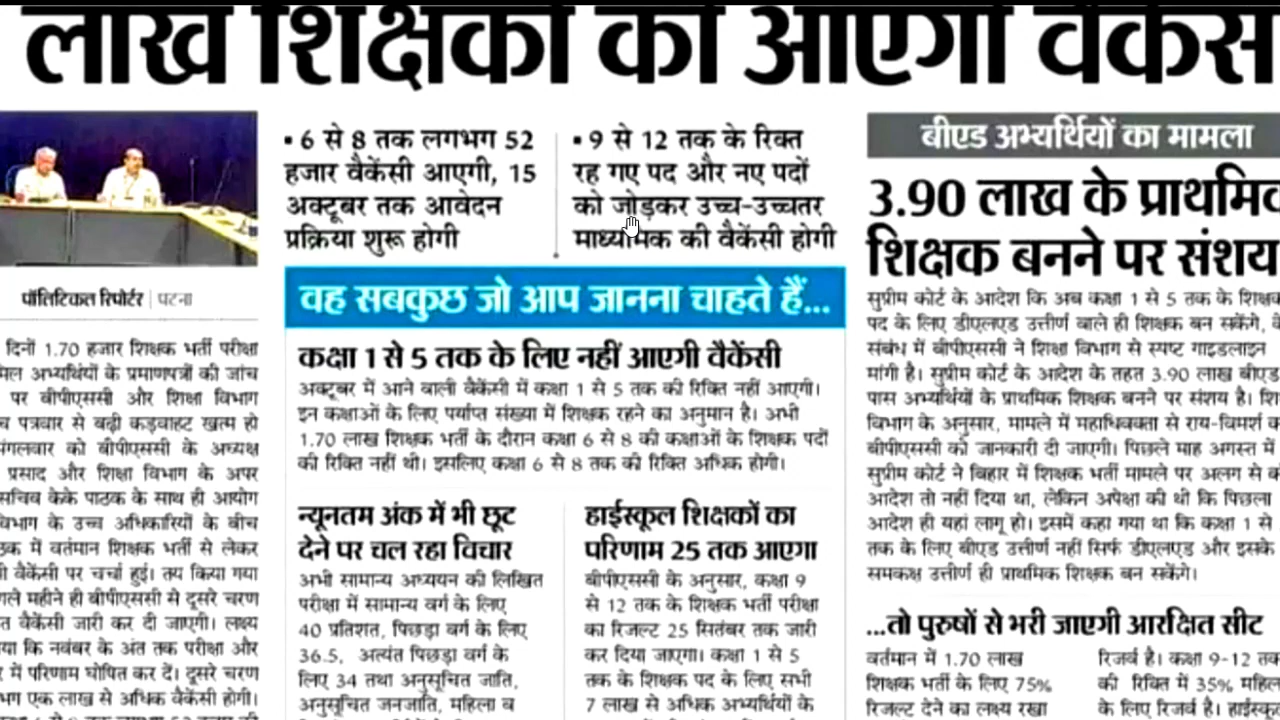 लाख शिक्षकों की आएगी वैकेंसी
▪ 6 से 8 तक लगभग 52
हजार वैकेंसी आएगी, 15
अक्टूबर तक आवेदन
प्रक्रिया शुरू होगी
▪ 9 से 12 तक के रिक्त
रह गए पद और नए पदों
को जोड़कर उच्च-उच्चतर
माध्यमिक की वैकेंसी होगी
पॉलिटिकल रिपोर्टर | पटना
दिनों 1.70 हजार शिक्षक भर्ती परीक्षा
अभ्यर्थियों के प्रमाणपत्रों की जांच
पर बीपीएससी और शिक्षा विभाग
पत्रवार से बढ़ी कड़वाहट खत्म हो
मंगलवार को बीपीएससी के अध्यक्ष
प्रसाद और शिक्षा विभाग के अपर
सचिव केके पाठक के साथ ही आयोग
विभाग के उच्च अधिकारियों के बीच
में वर्तमान शिक्षक भर्ती से लेकर
वैकेंसी पर चर्चा हुई। तय किया गया
महीने ही बीपीएससी से दूसरे चरण
वैकेंसी जारी कर दी जाएगी। लक्ष्य
कि नवंबर के अंत तक परीक्षा और
में परिणाम घोषित कर दें। दूसरे चरण
एक लाख से अधिक वैकेंसी होगी।
वह सबकुछ जो आप जानना चाहते हैं...
कक्षा 1 से 5 तक के लिए नहीं आएगी वैकेंसी
अक्टूबर में आने वाली वैकेंसी में कक्षा 1 से 5 तक की रिक्ति नहीं आएगी।
इन कक्षाओं के लिए पर्याप्त संख्या में शिक्षक रहने का अनुमान है। अभी
1.70 लाख शिक्षक भर्ती के दौरान कक्षा 6 से 8 की कक्षाओं के शिक्षक पदों
की रिक्ति नहीं थी। इसलिए कक्षा 6 से 8 तक की रिक्ति अधिक होगी।
न्यूनतम अंक में भी छूट
देने पर चल रहा विचार
अभी सामान्य अध्ययन की लिखित
परीक्षा में सामान्य वर्ग के लिए
40 प्रतिशत, पिछड़ा वर्ग के लिए
36.5, अत्यंत पिछड़ा वर्ग के
लिए 34 तथा अनुसूचित जाति,
अनुसूचित जनजाति, महिला व
हाईस्कूल शिक्षकों का
परिणाम 25 तक आएगा
बीपीएससी के अनुसार, कक्षा 9
से 12 तक के शिक्षक भर्ती परीक्षा
का रिजल्ट 25 सितंबर तक जारी
कर दिया जाएगा। कक्षा 1 से 5
तक के शिक्षक पद के लिए सभी
7 लाख से अधिक अभ्यर्थियों के
बीएड अभ्यर्थियों का मामला
3.90 लाख के प्राथमिक
शिक्षक बनने पर संशय
सुप्रीम कोर्ट के आदेश कि अब कक्षा 1 से 5 तक के शिक्षक
पद के लिए डीएलएड उत्तीर्ण वाले ही शिक्षक बन सकेंगे,
संबंध में बीपीएससी ने शिक्षा विभाग से स्पष्ट गाइडलाइन
मांगी है। सुप्रीम कोर्ट के आदेश के तहत 3.90 लाख बीएड
पास अभ्यर्थियों के प्राथमिक शिक्षक बनने पर संशय है।
विभाग के अनुसार, मामले में महाधिवक्ता से राय-विमर्श
बीपीएससी को जानकारी दी जाएगी। पिछले माह अगस्त में
सुप्रीम कोर्ट ने बिहार में शिक्षक भर्ती मामले पर अलग से
आदेश तो नहीं दिया था, लेकिन अपेक्षा की थी कि पिछला
आदेश ही यहां लागू हो। इसमें कहा गया था कि कक्षा 1 से
तक के लिए बीएड उत्तीर्ण नहीं सिर्फ डीएलएड और इसके
समकक्ष उत्तीर्ण ही प्राथमिक शिक्षक बन सकेंगे।
...तो पुरुषों से भरी जाएगी आरक्षित सीट
वर्तमान में 1.70 लाख
शिक्षक भर्ती के लिए 75%
रिजल्ट देने का लक्ष्य रखा
रिजर्व है। कक्षा 9-12 तक
की रिक्ति में 35% महिला
के लिए रिजर्व है।